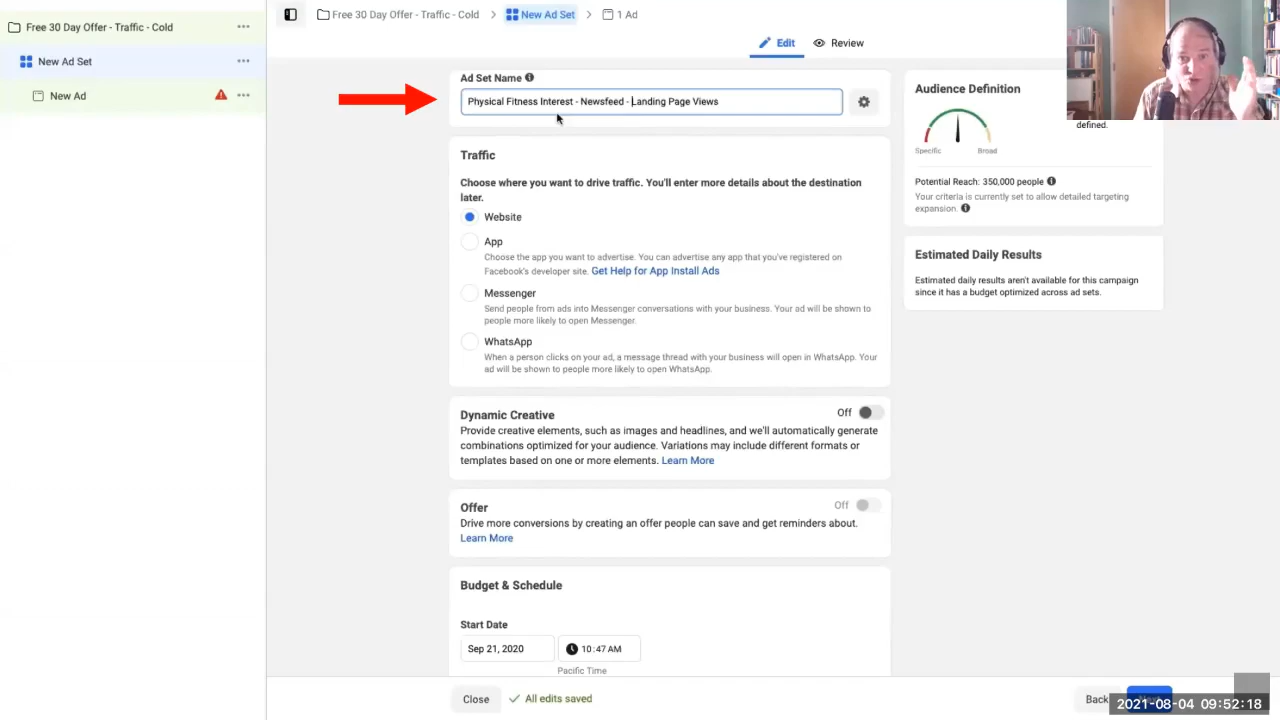 Free 30 Day Offer - Traffic - Cold
New Ad Set
New Ad
Free 30 Day Offer - Traffic - Cold
New Ad Set
1 Ad
Edit
Review
Ad Set Name
Physical Fitness Interest - Newsfeed - Landing Page Views
Traffic
Choose where you want to drive traffic. You'll enter more details about the destination
later.
Website
App
Choose the app you want to advertise. You can advertise any app that you've registered on
Facebook's developer site. Get Help for App Install Ads
Messenger
Send people from ads into Messenger conversations with your business. Your ad will be shown to
people more likely to open Messenger.
WhatsApp
When a person clicks on your ad, a message thread with your business will open in WhatsApp. Your
ad will be shown to people more likely to open WhatsApp.
Dynamic Creative
Off
Provide creative elements, such as images and headlines, and we'll automatically generate
combinations optimized for your audience. Variations may include different formats or
templates based on one or more elements. Learn More
Offer
Off
Drive more conversions by creating an offer people can save and get reminders about.
Learn More
Budget & Schedule
Start Date
Sep 21, 2020
10:47 AM
Pacific Time
Close
All edits saved
Back
Audience Definition
defined.
Specific
Broad
Potential Reach: 350,000 people
Your criteria is currently set to allow detailed targeting
expansion.
Estimated Daily Results
Estimated daily results aren't available for this campaign
since it has a budget optimized across ad sets.
2021-08-04 09:52:18